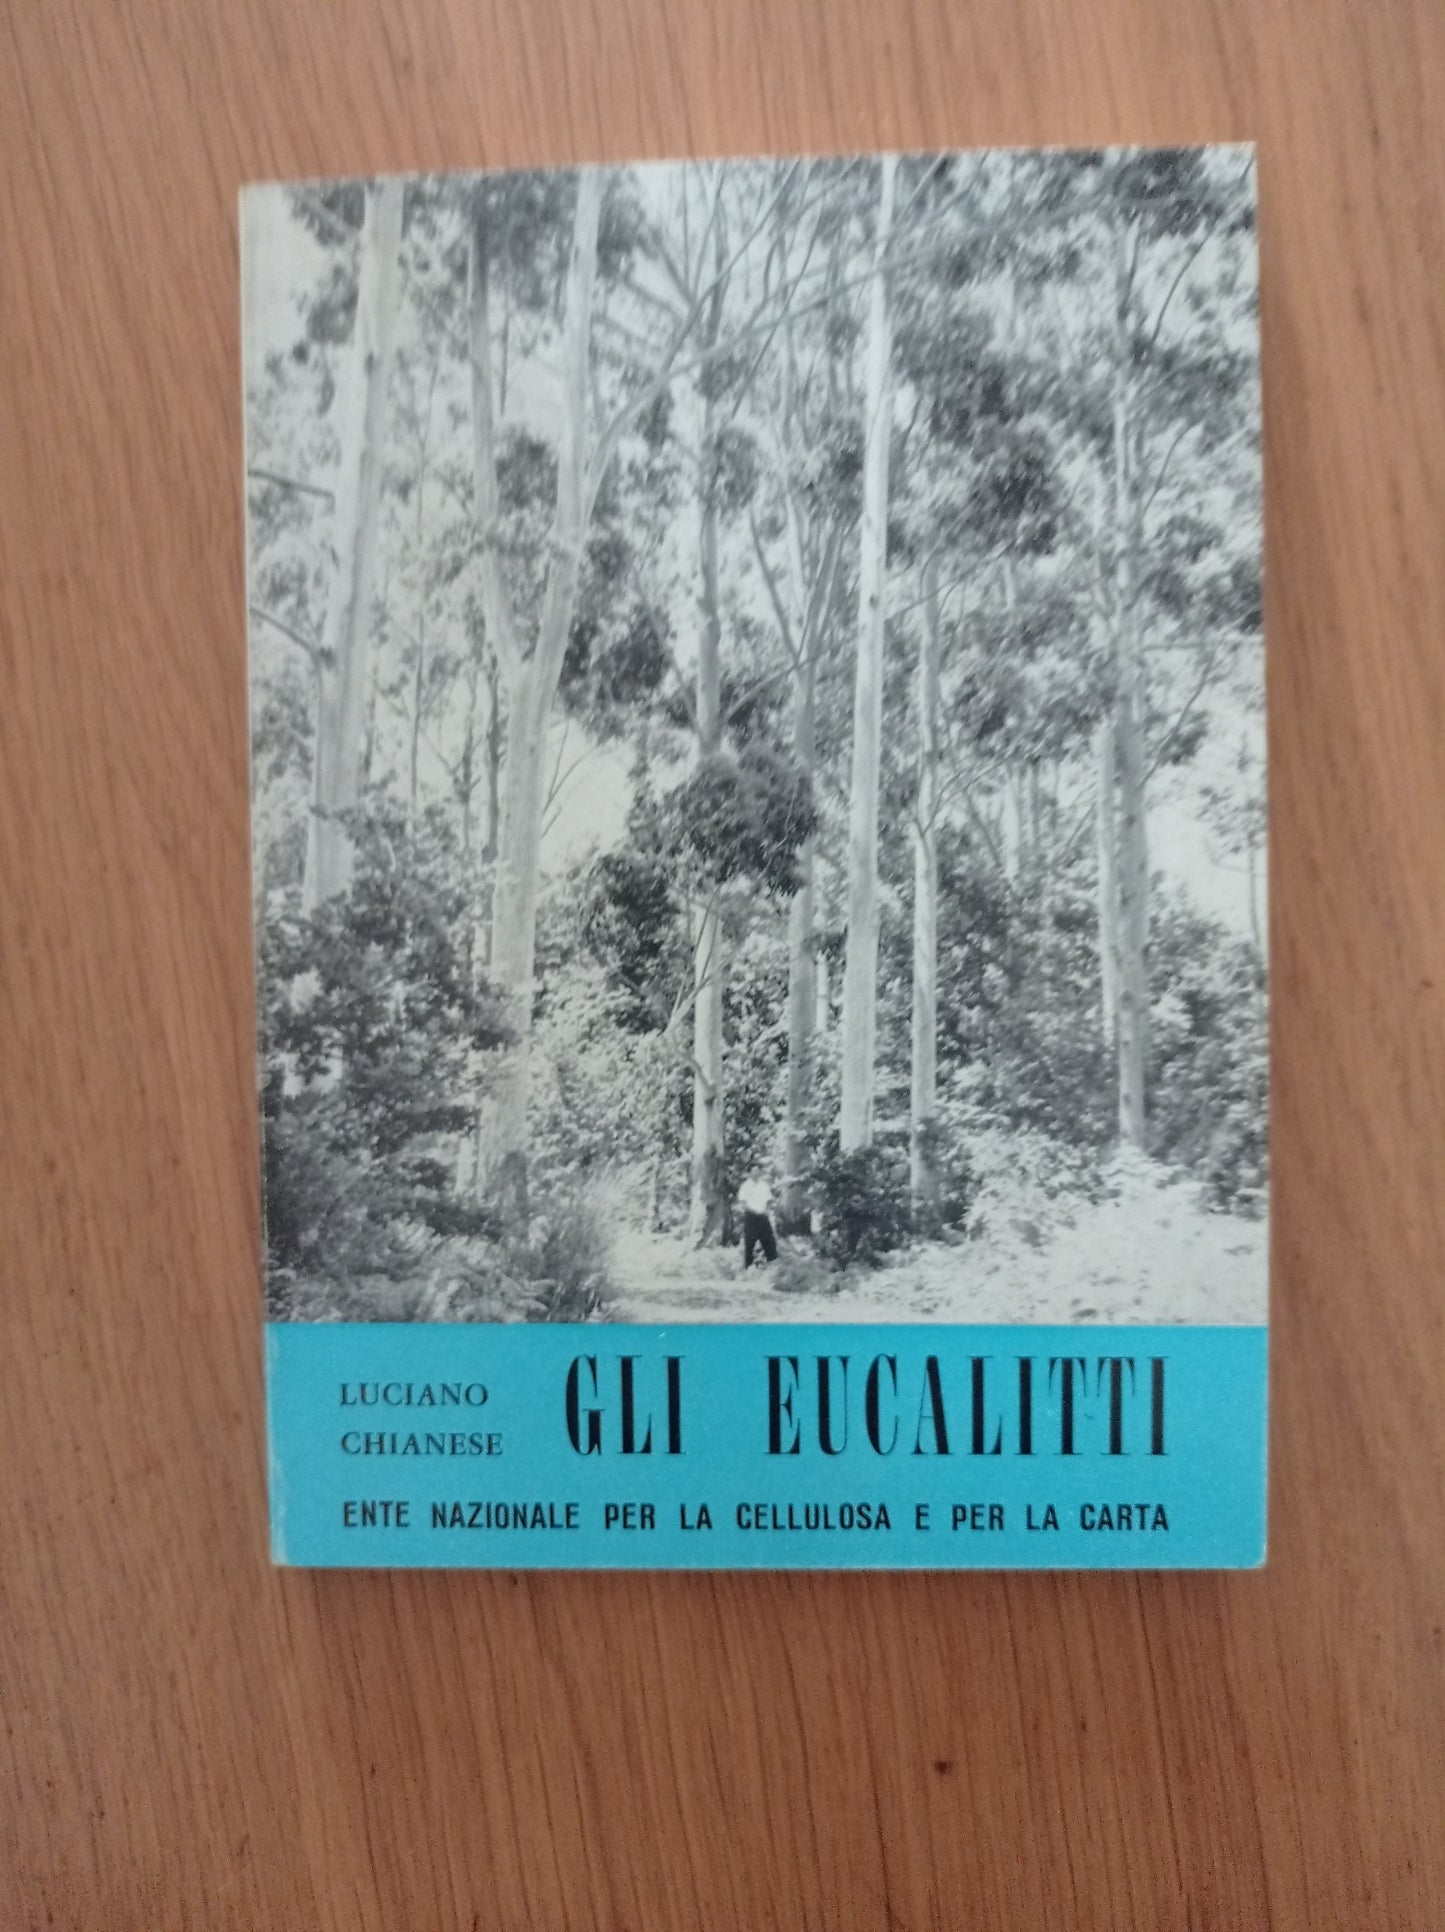 LUCIANO
CHIANESE
GLI EUCALITTI
ENTE NAZIONALE PER LA CELLULOSA E PER LA CARTA